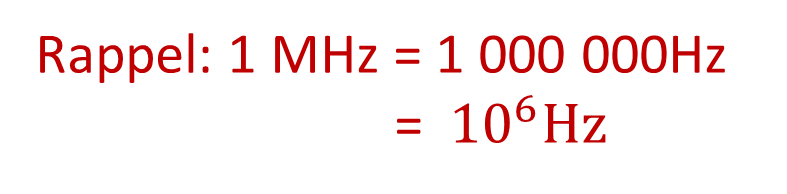 Rappel: 1 MHz = 1 000 000Hz
= 10⁶Hz